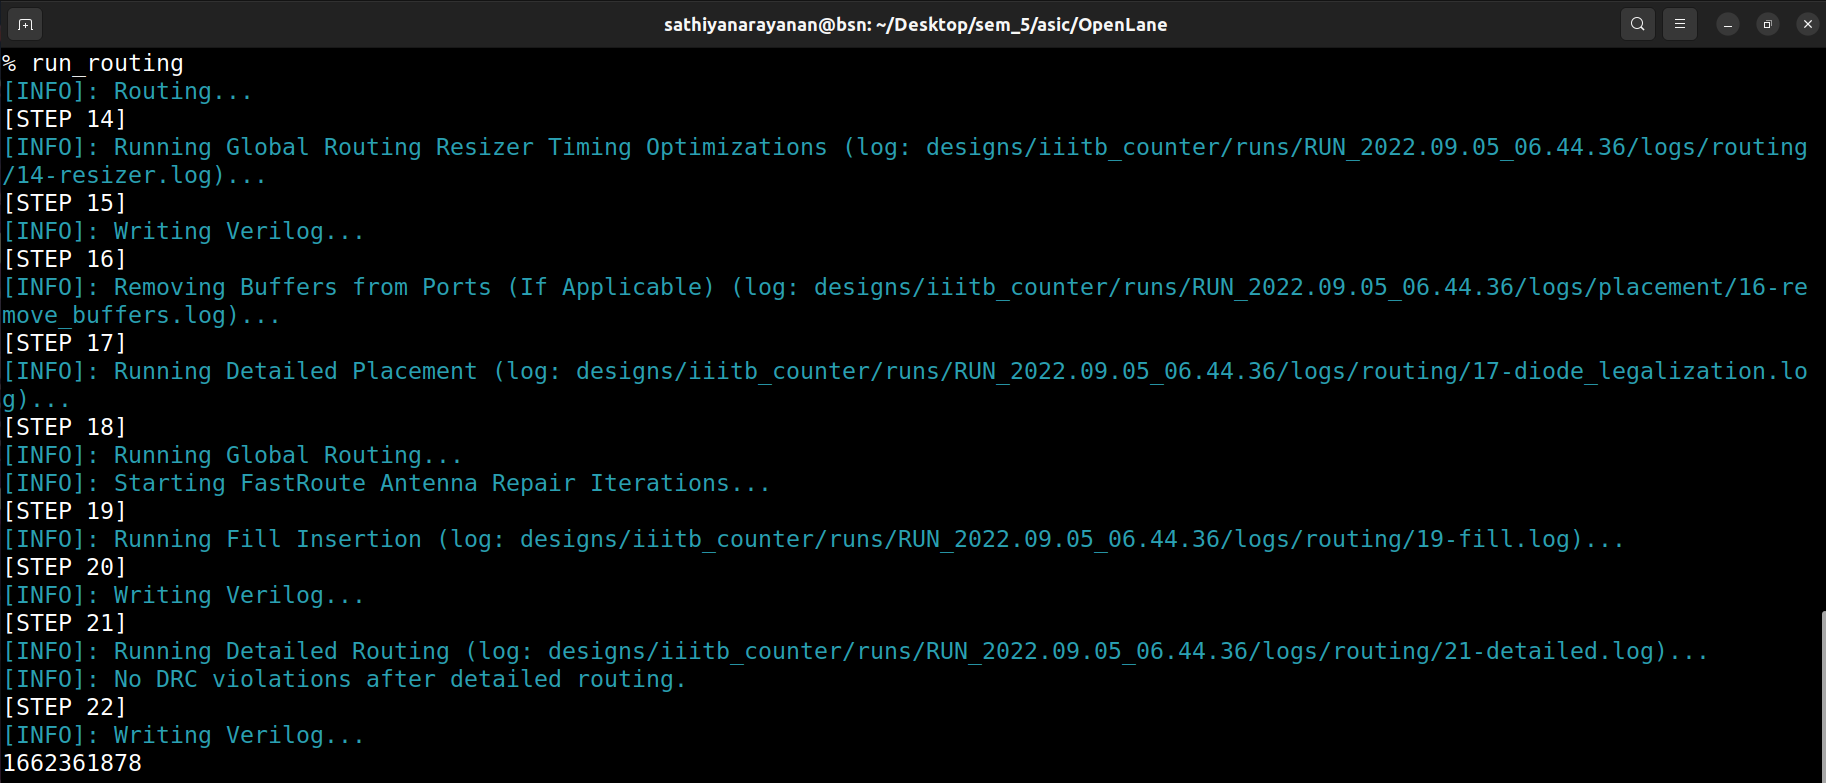 sathiyanarayanan@bsn: ~/Desktop/sem_5/asic/OpenLane
% run_routing
[INFO]: Routing...
[STEP 14]
[INFO]: Running Global Routing Resizer Timing Optimizations (log: designs/iiitb_counter/runs/RUN_2022.09.05_06.44.36/logs/routing
/14-resizer.log)...
[STEP 15]
[INFO]: Writing Verilog...
[STEP 16]
[INFO]: Removing Buffers from Ports (If Applicable) (log: designs/iiitb_counter/runs/RUN_2022.09.05_06.44.36/logs/placement/16-re
move_buffers.log)...
[STEP 17]
[INFO]: Running Detailed Placement (log: designs/iiitb_counter/runs/RUN_2022.09.05_06.44.36/logs/routing/17-diode_legalization.lo
g)...
[STEP 18]
[INFO]: Running Global Routing...
[INFO]: Starting FastRoute Antenna Repair Iterations...
[STEP 19]
[INFO]: Running Fill Insertion (log: designs/iiitb_counter/runs/RUN_2022.09.05_06.44.36/logs/routing/19-fill.log)...
[STEP 20]
[INFO]: Writing Verilog...
[STEP 21]
[INFO]: Running Detailed Routing (log: designs/iiitb_counter/runs/RUN_2022.09.05_06.44.36/logs/routing/21-detailed.log)...
[INFO]: No DRC violations after detailed routing.
[STEP 22]
[INFO]: Writing Verilog...
1662361878